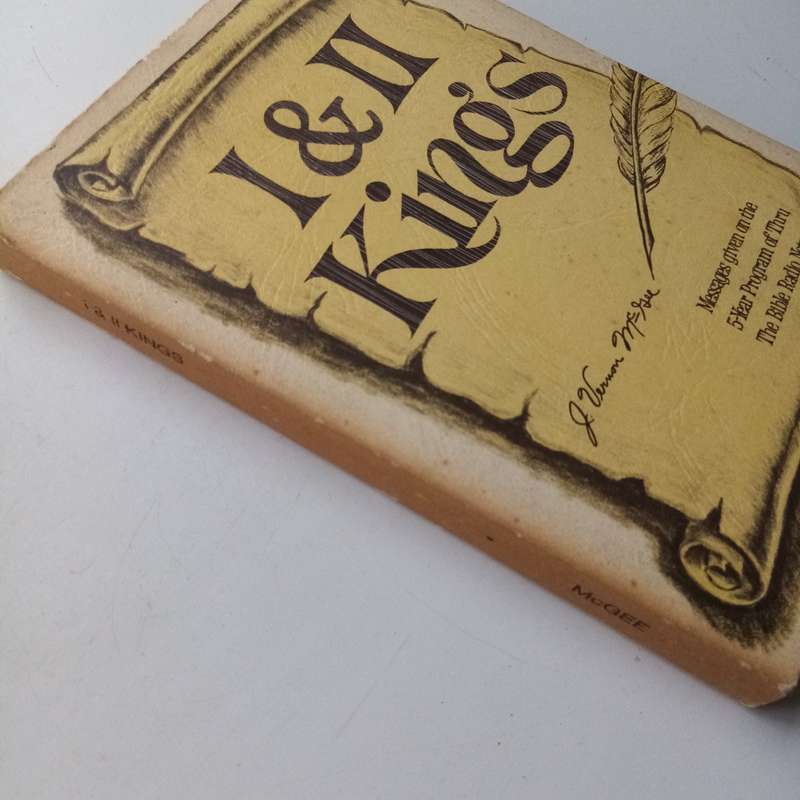 I & II
Kings
Messages given on the
5-Year Program of Thru
The Bible Radio
J. Vernon McGee
I & II KINGS
McGEE